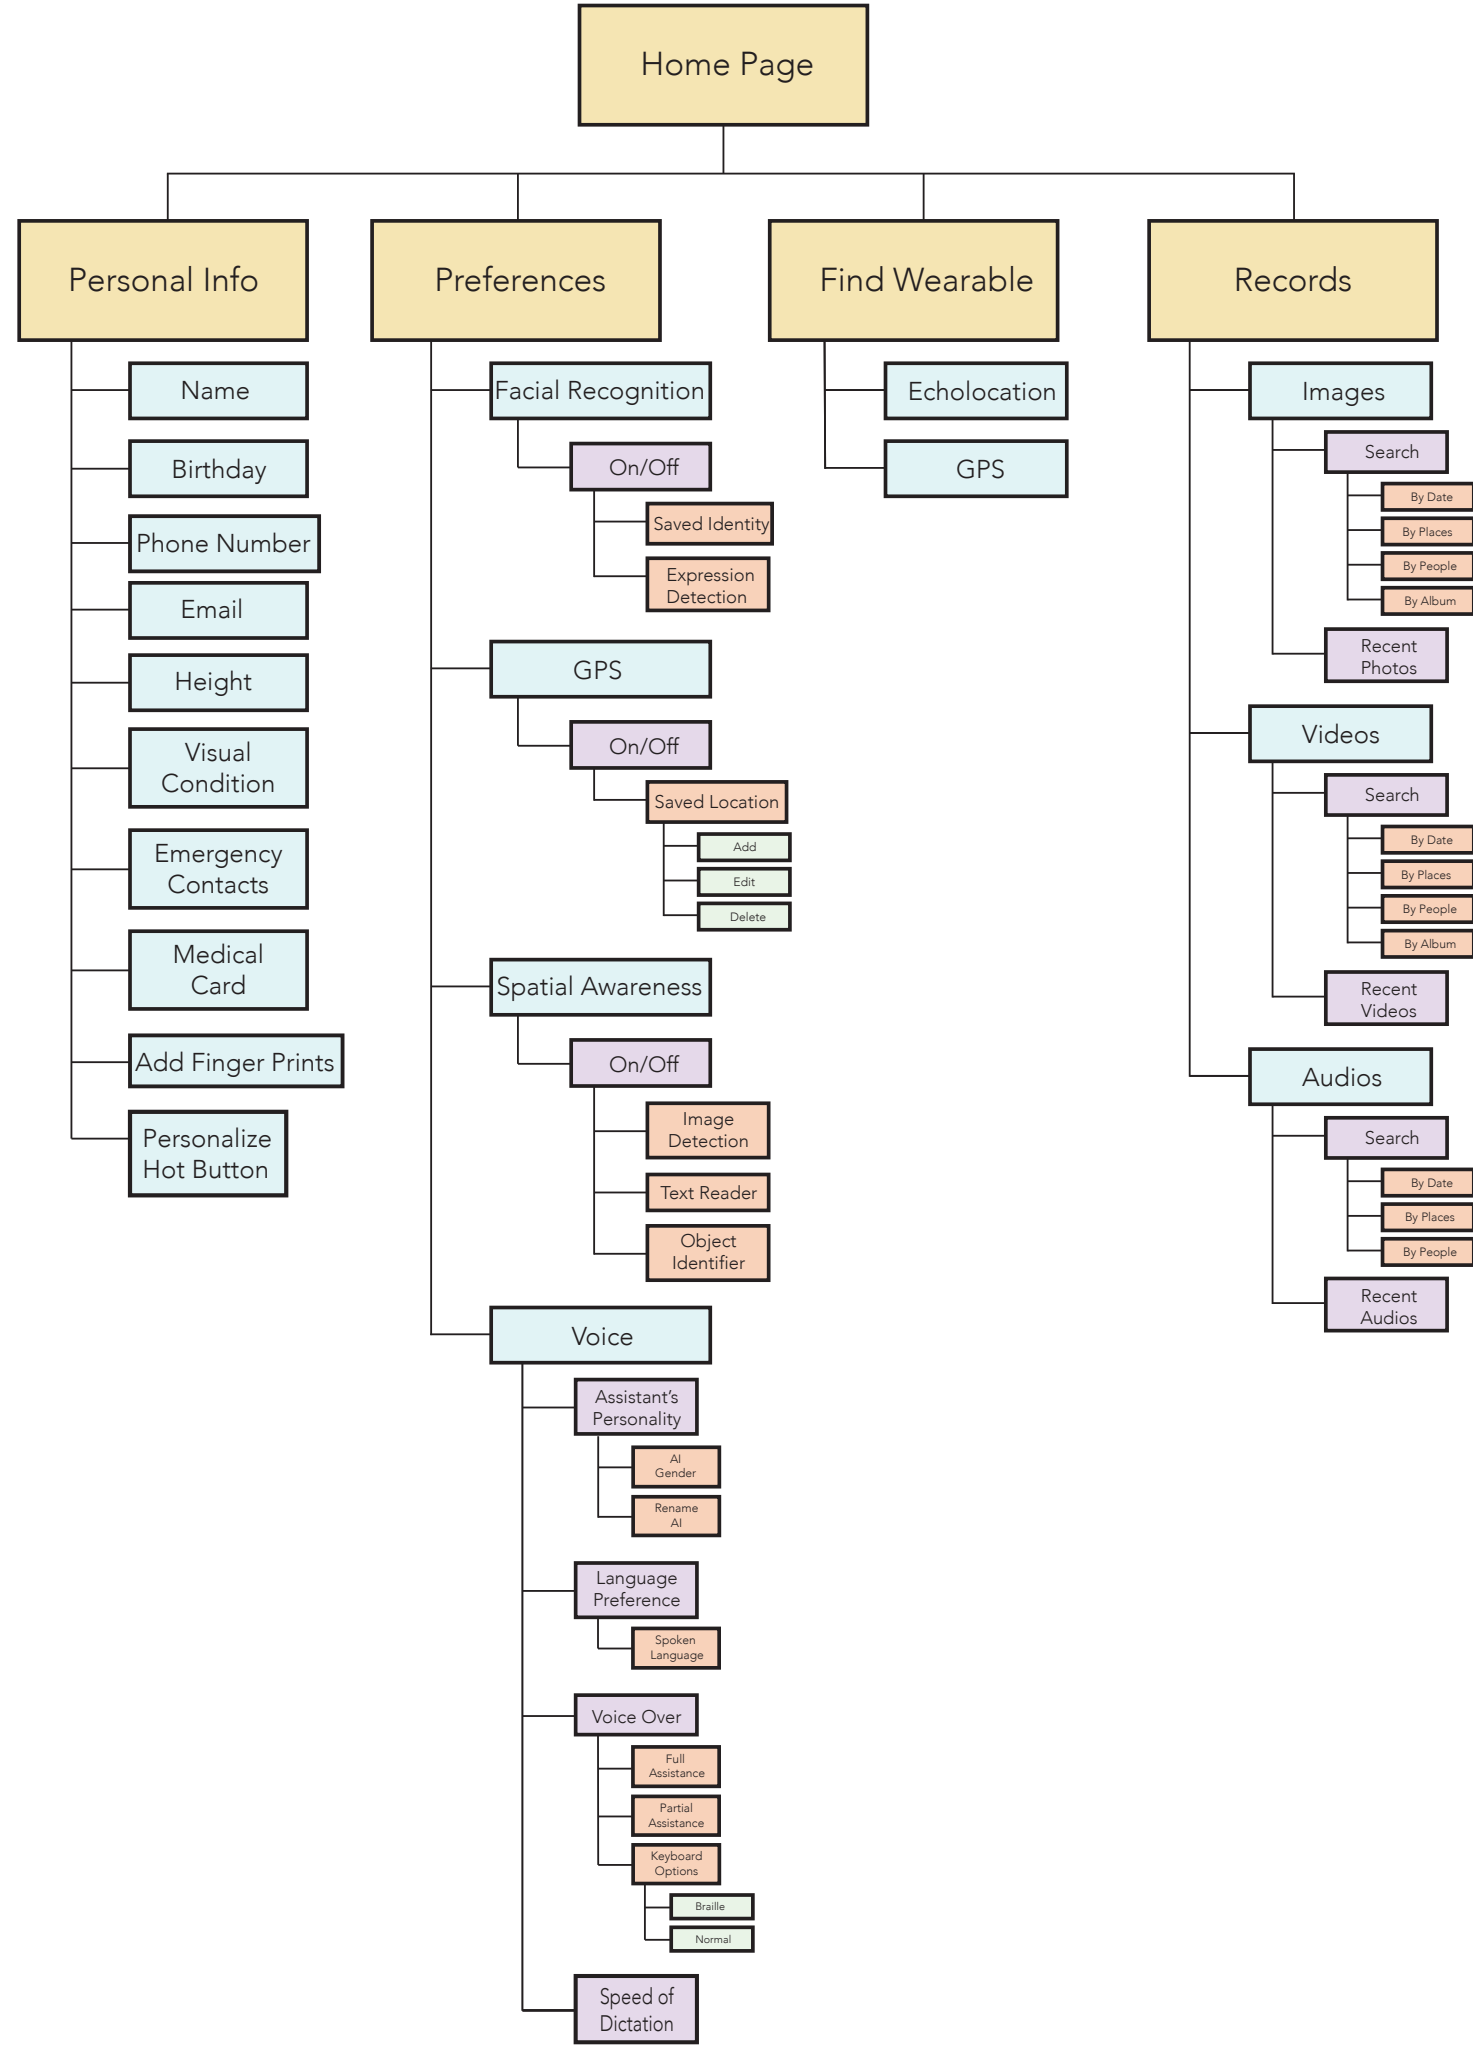 Home Page
Personal Info
Name
Birthday
Phone Number
Email
Height
Visual
Condition
Emergency
Contacts
Medical
Card
Add Finger Prints
Personalize
Hot Button
Preferences
Facial Recognition
On/Off
Saved Identity
Expression
Detection
GPS
On/Off
Saved Location
Add
Edit
Delete
Spatial Awareness
On/Off
Image
Detection
Text Reader
Object
Identifier
Voice
Assistant's
Personality
AI
Gender
Rename
AI
Language
Preference
Spoken
Language
Voice Over
Full
Assistance
Partial
Assistance
Keyboard
Options
Braille
Normal
Speed of
Dictation
Find Wearable
Echolocation
GPS
Records
Images
Search
By Date
By Places
By People
By Album
Recent
Photos
Videos
Search
By Date
By Places
By People
By Album
Recent
Videos
Audios
Search
By Date
By Places
By People
Recent
Audios